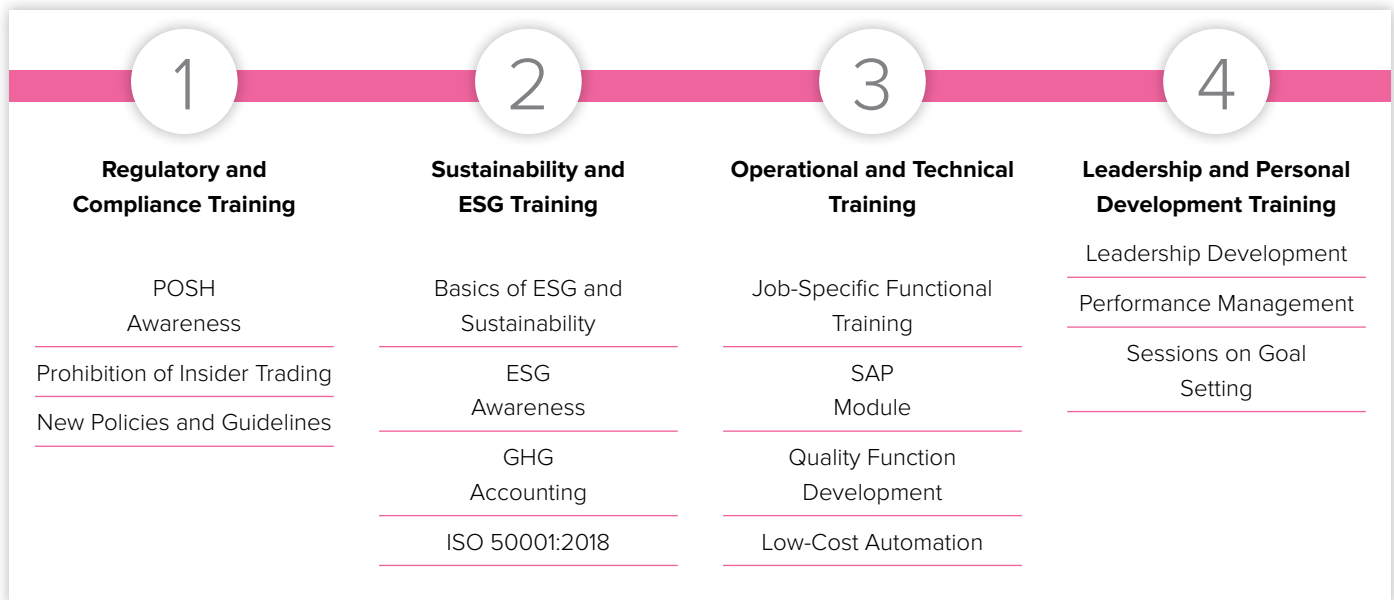 1
Regulatory and
Compliance Training
POSH
Awareness
Prohibition of Insider Trading
New Policies and Guidelines
2
Sustainability and
ESG Training
Basics of ESG and
Sustainability
ESG
Awareness
GHG
Accounting
ISO 50001:2018
3
Operational and Technical
Training
Job-Specific Functional
Training
SAP
Module
Quality Function
Development
Low-Cost Automation
4
Leadership and Personal
Development Training
Leadership Development
Performance Management
Sessions on Goal
Setting